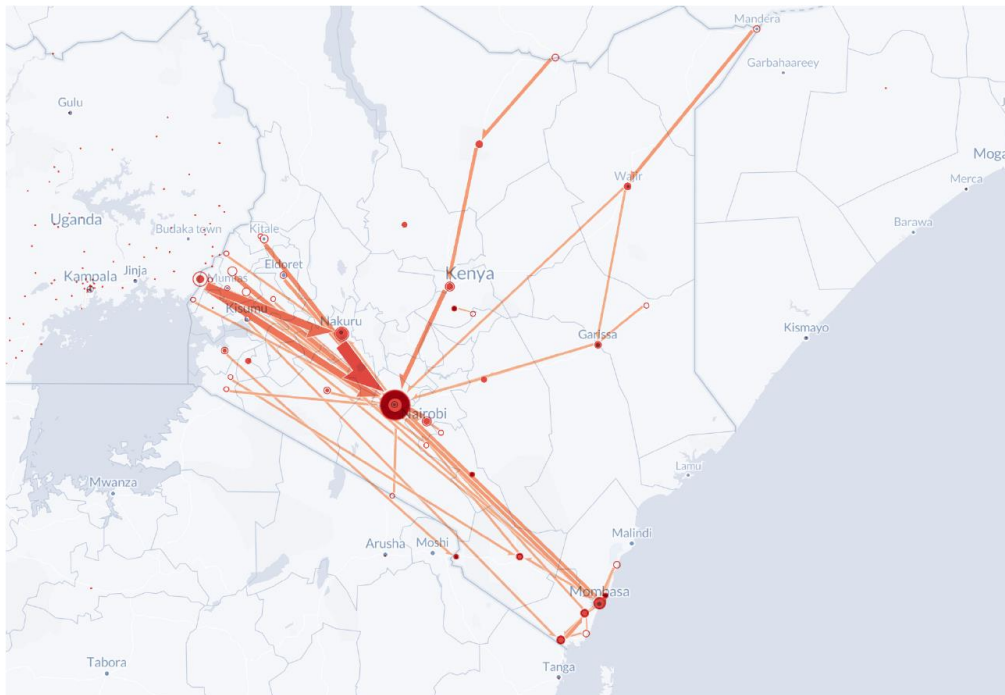 Mandera
Garbahaareey
Gulu
Moga
Wajir
Merca
Uganda
Barawa
Budaka town
Kitale
Eldoret
Kenya
Kampala
Jinja
Mumias
Kisumu
Nakuru
Kismayo
Garissa
Nairobi
Lamu
Mwanza
Malindi
Arusha
Moshi
Mombasa
Tabora
Tanga